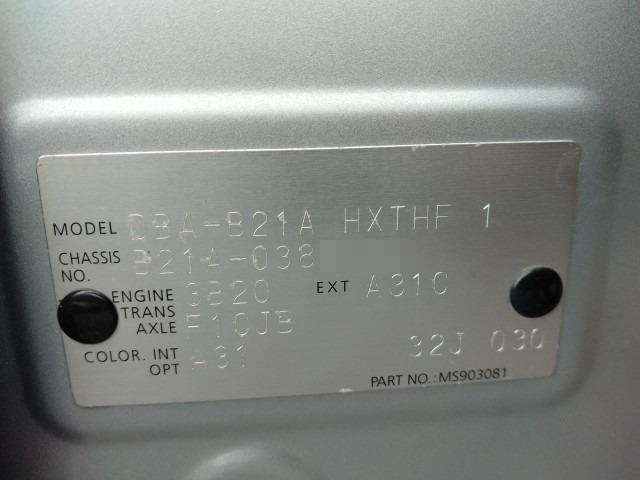 MODEL DBA-B21A HXTHF 1
CHASSIS NO. B21A-038
ENGINE 3B20 EXT A31C
TRANS AXLE F1CJB
COLOR. INT OPT A31 32J 030
PART NO.:MS903081